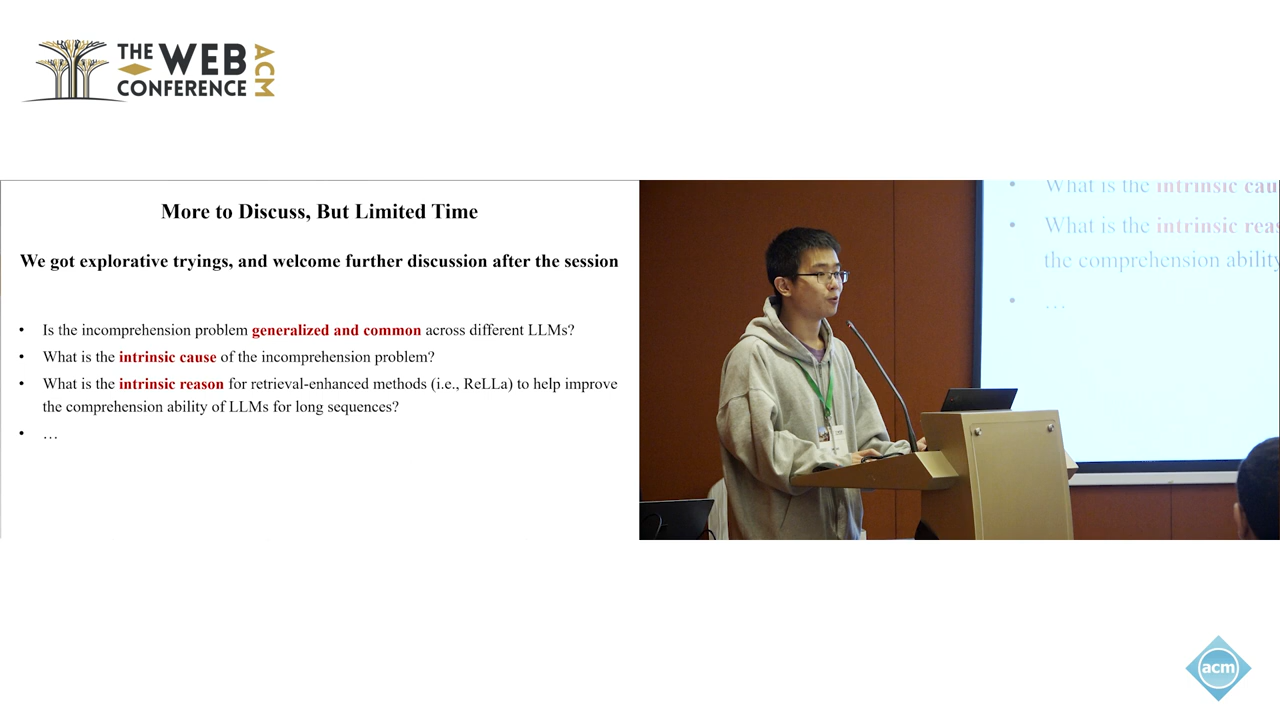 THE WEB
CONFERENCE
ACM
More to Discuss, But Limited Time
We got explorative tryings, and welcome further discussion after the session
• Is the incomprehension problem generalized and common across different LLMs?
• What is the intrinsic cause of the incomprehension problem?
• What is the intrinsic reason for retrieval-enhanced methods (i.e., ReLLa) to help improve
the comprehension ability of LLMs for long sequences?
• …
• What is the intrinsic cau
• What is the intrinsic reas
the comprehension ability
• …
acm